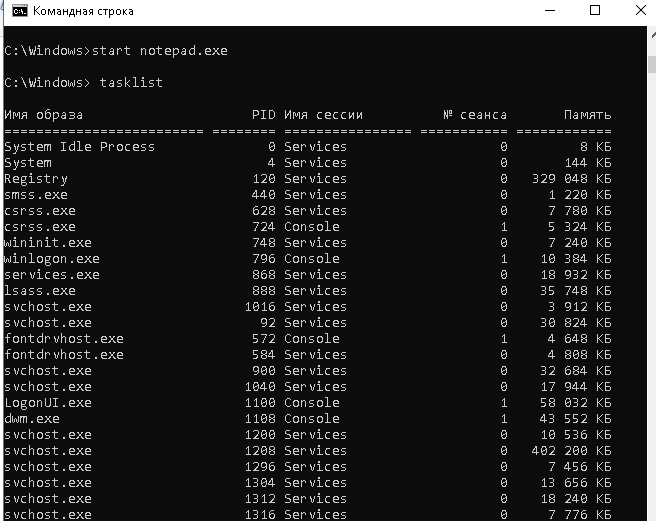 Командная строка
C:\Windows>start notepad.exe
C:\Windows> tasklist
Имя образа PID Имя сессии № сеанса Память
========================= ======== ================ =========== ============
System Idle Process 0 Services 0 8 КБ
System 4 Services 0 144 КБ
Registry 120 Services 0 329 048 КБ
smss.exe 440 Services 0 1 220 КБ
csrss.exe 628 Services 0 7 780 КБ
csrss.exe 724 Console 1 5 324 КБ
wininit.exe 748 Services 0 7 240 КБ
winlogon.exe 796 Console 1 10 384 КБ
services.exe 868 Services 0 18 932 КБ
lsass.exe 888 Services 0 35 748 КБ
svchost.exe 1016 Services 0 3 912 КБ
svchost.exe 92 Services 0 30 824 КБ
fontdrvhost.exe 572 Console 1 4 648 КБ
fontdrvhost.exe 584 Services 0 4 808 КБ
svchost.exe 900 Services 0 32 684 КБ
svchost.exe 1040 Services 0 17 944 КБ
LogonUI.exe 1100 Console 1 58 032 КБ
dwm.exe 1108 Console 1 43 552 КБ
svchost.exe 1200 Services 0 10 536 КБ
svchost.exe 1208 Services 0 402 200 КБ
svchost.exe 1296 Services 0 7 456 КБ
svchost.exe 1304 Services 0 13 656 КБ
svchost.exe 1312 Services 0 18 240 КБ
svchost.exe 1316 Services 0 7 776 КБ